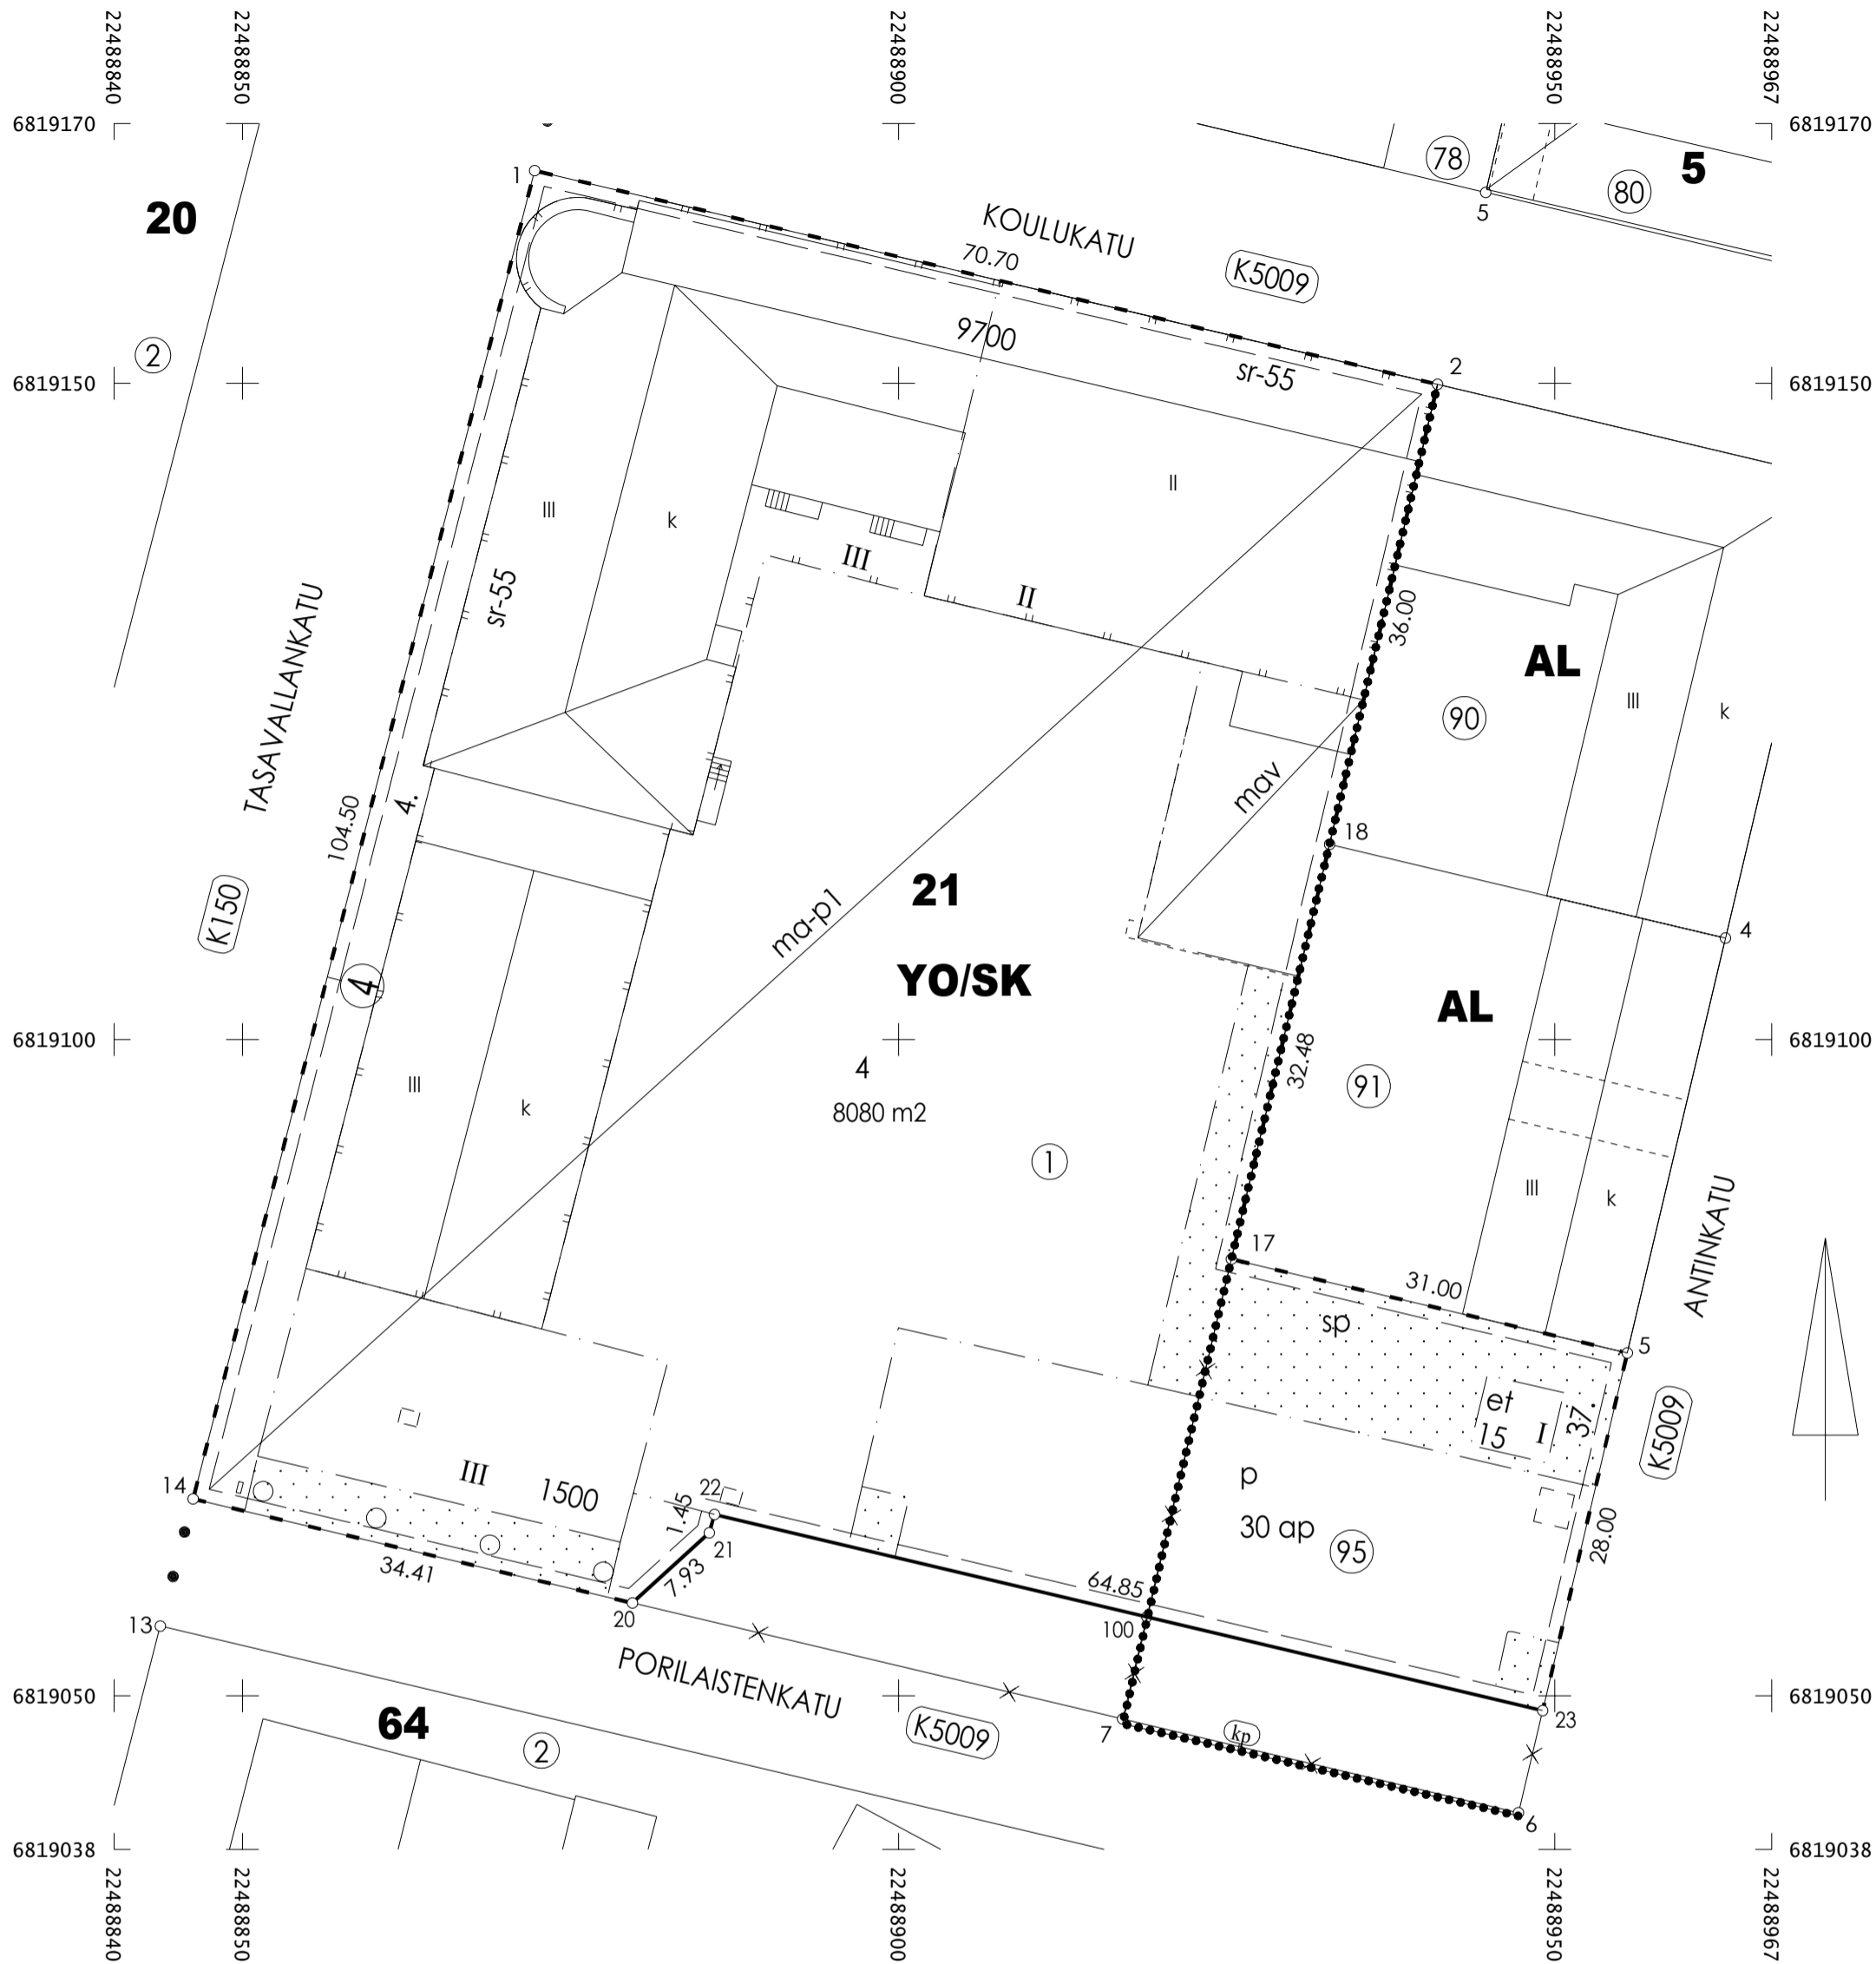 22488840
22488850
22488900
22488950
22488967
6819170
6819170
78
5
80
20
1
5
KOULUKATU
70.70
K5009
9700
2
2
sr-55
6819150
6819150
II
III
k
III
II
sr-55
36.00
AL
III
k
90
TASAVALLANKATU
mav
4.
104.50
18
21
ma-p1
K150
4
YO/SK
4
AL
6819100
6819100
32.48
4
91
III
8080 m2
k
1
III
k
ANTINKATU
17
31.00
sp
5
et
15
I
37.
K5009
III
1500
p
14
22
1.45
30 ap
28.00
21
95
34.41
7.93
64.85
20
100
13
PORILAISTENKATU
6819050
6819050
64
K5009
7
kp
23
2
6
6819038
6819038
22488840
22488850
22488900
22488950
22488967